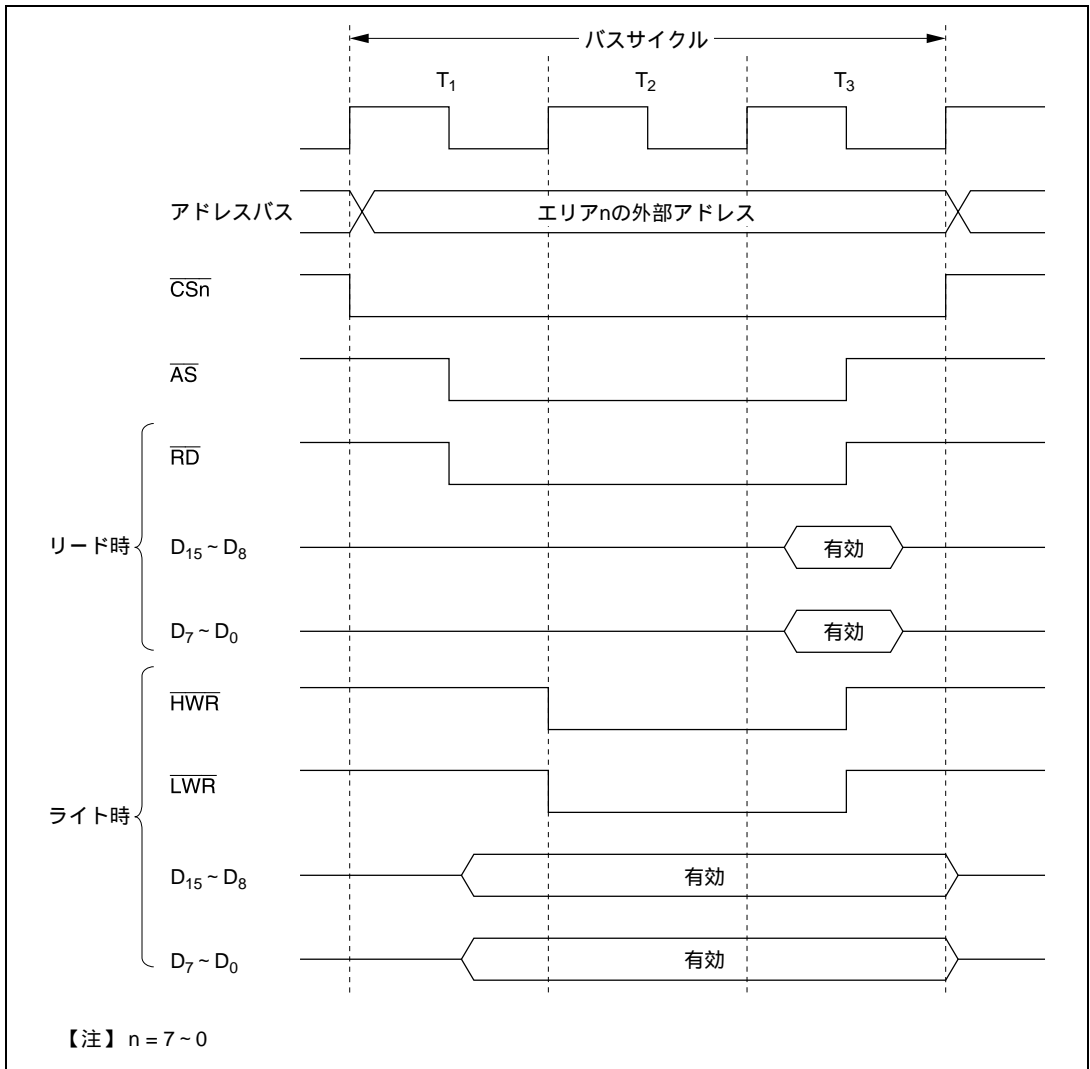 バスサイクル
T1 T2 T3
アドレスバス エリアnの外部アドレス
CSn
AS
RD
リード時
D15 ~ D8 有効
D7 ~ D0 有効
HWR
LWR
ライト時
D15 ~ D8 有効
D7 ~ D0 有効
【注】 n = 7 ~ 0